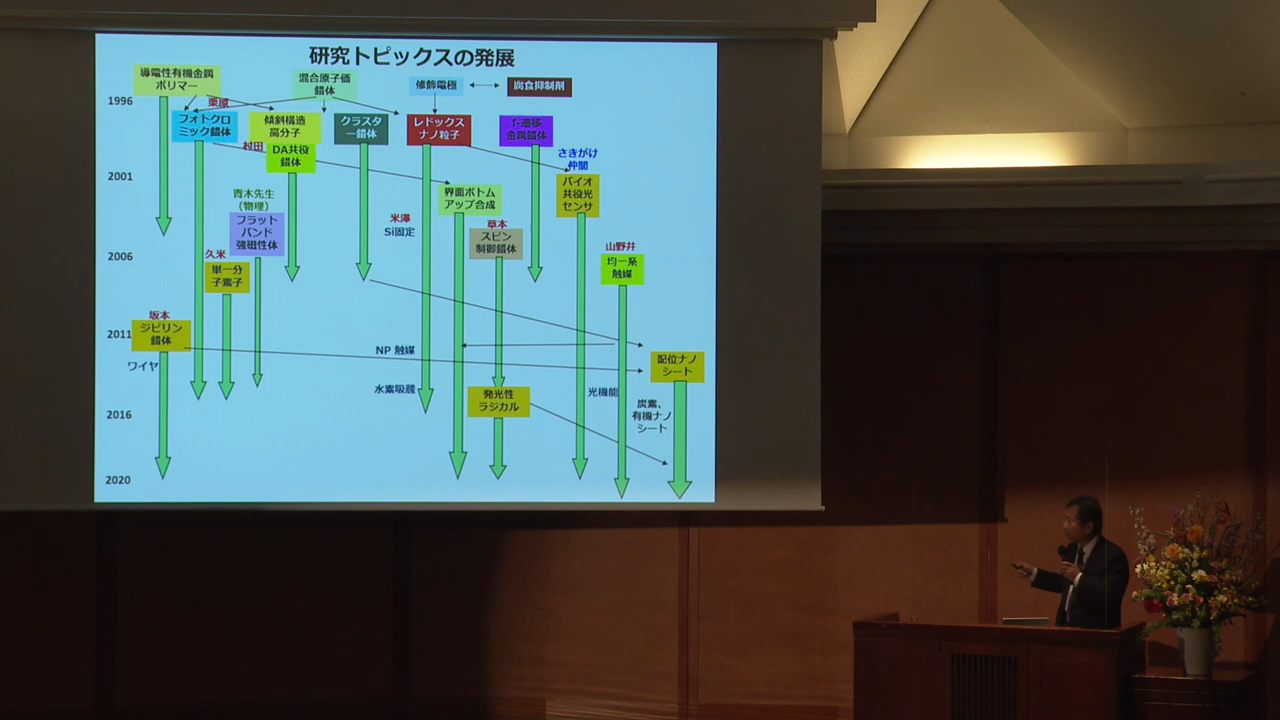 研究トピックスの発展
導電性有機金属
ポリマー
混合原子価
錯体
修飾電極
腐食抑制剤
1996
栗原
フォトクロ
ミック錯体
傾斜構造
高分子
クラスタ
ー錯体
レドックス
ナノ粒子
f-遷移
金属錯体
村田
DA共役
錯体
さきがけ
仲間
2001
バイオ
共役光
センサ
青木先生
(物理)
界面ボトム
アップ合成
フラット
バンド
強磁性体
米澤
Si固定
草本
スピン
制御錯体
2006
久米
単一分
子素子
山野井
均一系
触媒
坂本
2011
ジピリン
錯体
NP 触媒
配位ナノ
シート
ワイヤ
水素吸蔵
発光性
ラジカル
光機能
炭素、
有機ナノ
シート
2016
2020